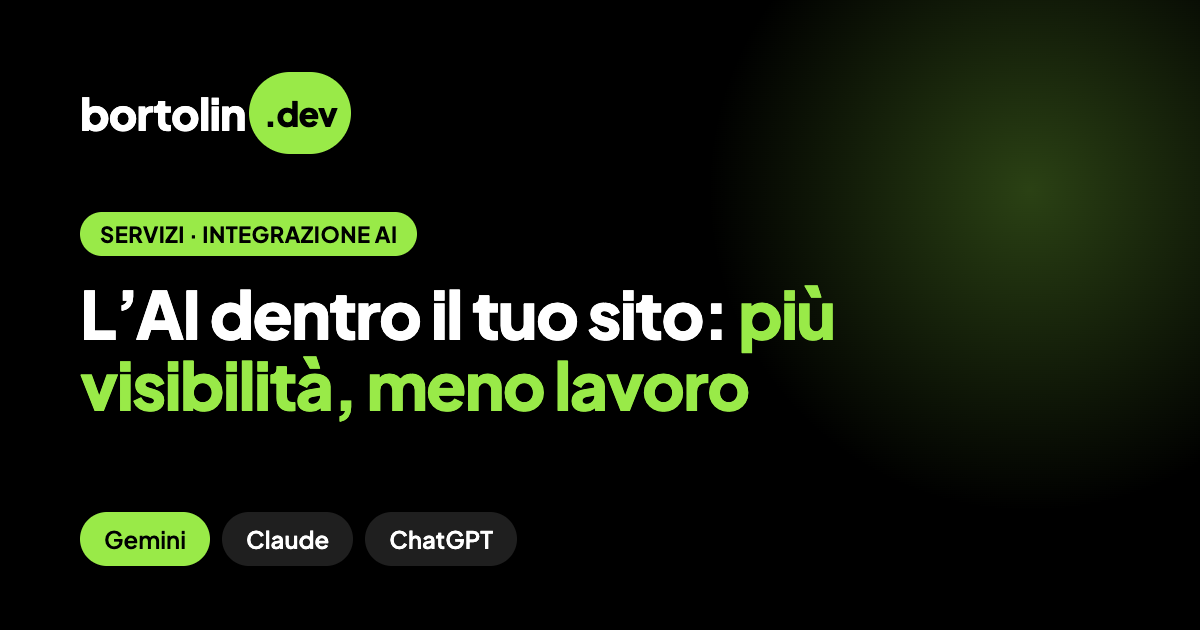 bortolin .dev
SERVIZI · INTEGRAZIONE AI
L’AI dentro il tuo sito: più
visibilità, meno lavoro
Gemini Claude ChatGPT